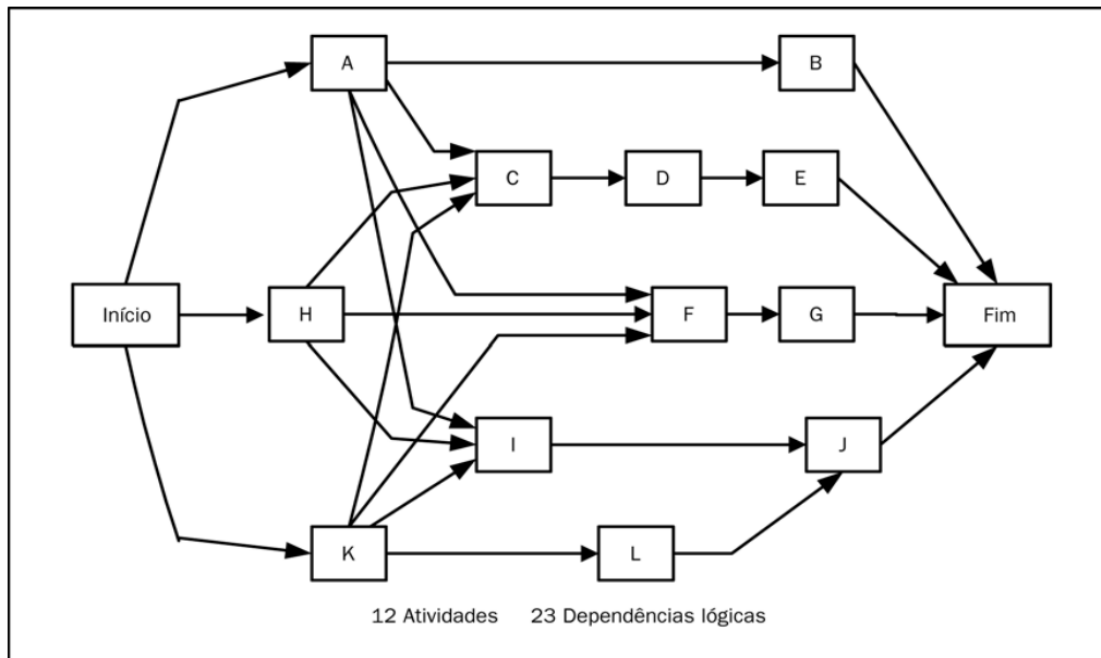 A
B
C
D
E
Início
H
F
G
Fim
I
J
K
L
12 Atividades 23 Dependências lógicas